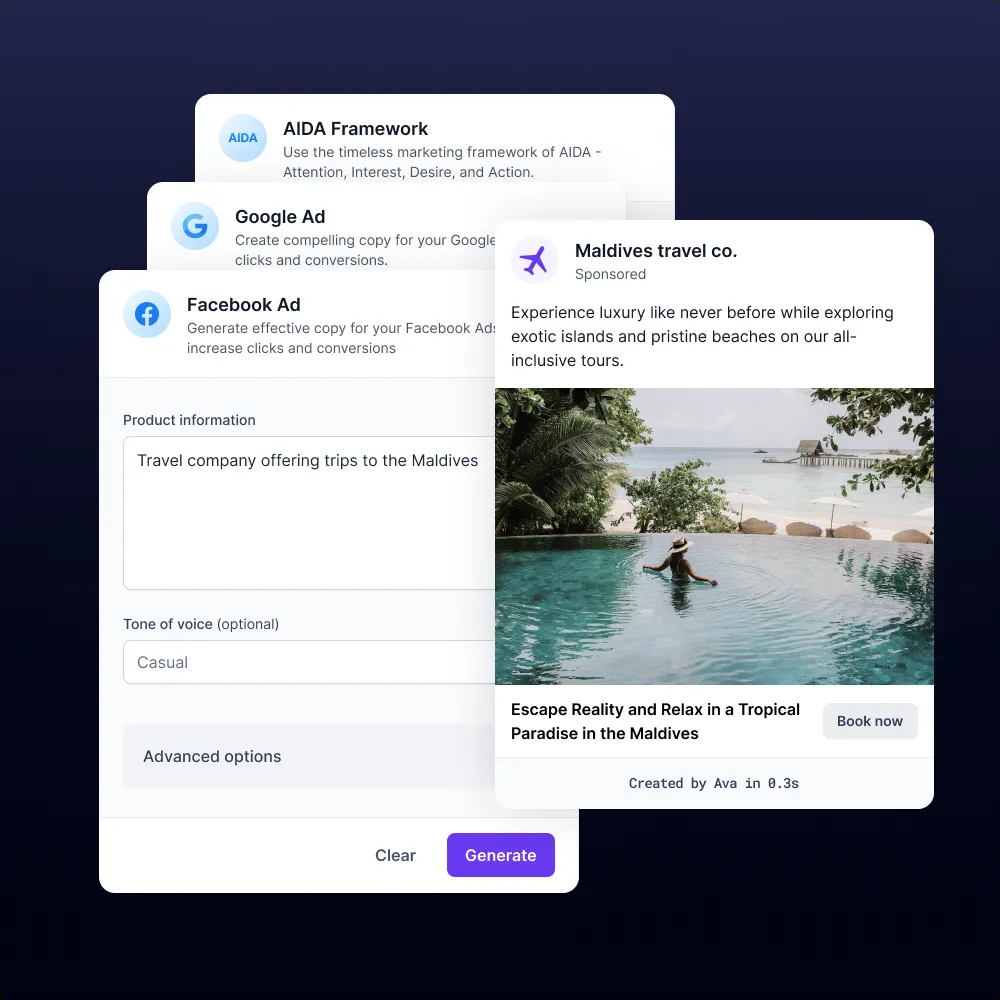 AIDA
AIDA Framework
Use the timeless marketing framework of AIDA -
Attention, Interest, Desire, and Action.
Google Ad
Create compelling copy for your Google
clicks and conversions.
Facebook Ad
Generate effective copy for your Facebook Ads
increase clicks and conversions
Product information
Travel company offering trips to the Maldives
Tone of voice (optional)
Casual
Advanced options
Clear
Generate
Maldives travel co.
Sponsored
Experience luxury like never before while exploring
exotic islands and pristine beaches on our all-
inclusive tours.
Escape Reality and Relax in a Tropical
Paradise in the Maldives
Book now
Created by Ava in 0.3s